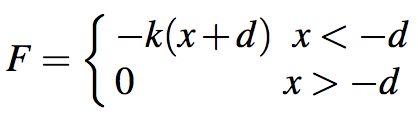 F = { −k(x+d) x < −d
0 x > −d